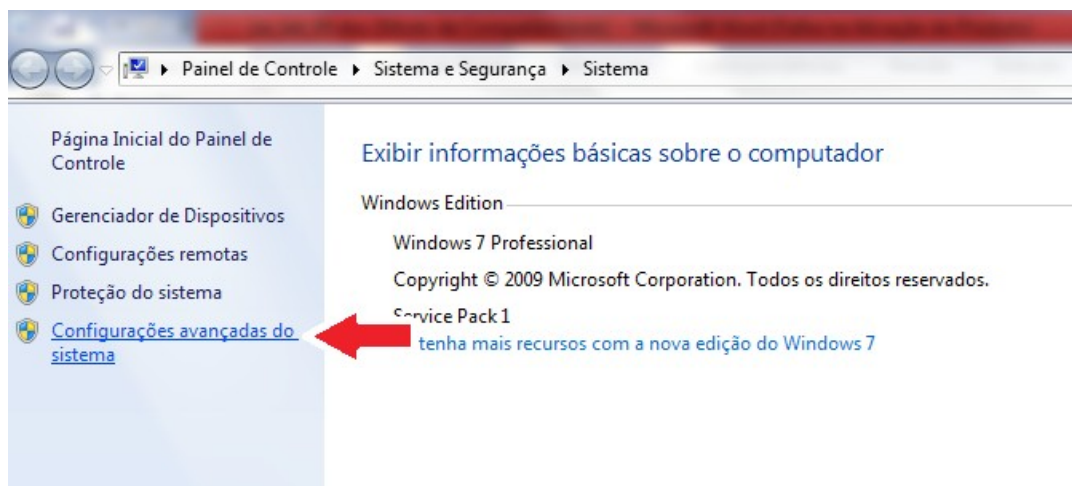 Painel de Controle Sistema e Segurança Sistema
Página Inicial do Painel de
Controle
Gerenciador de Dispositivos
Configurações remotas
Proteção do sistema
Configurações avançadas do
sistema
Exibir informações básicas sobre o computador
Windows Edition
Windows 7 Professional
Copyright © 2009 Microsoft Corporation. Todos os direitos reservados.
Service Pack 1
tenha mais recursos com a nova edição do Windows 7